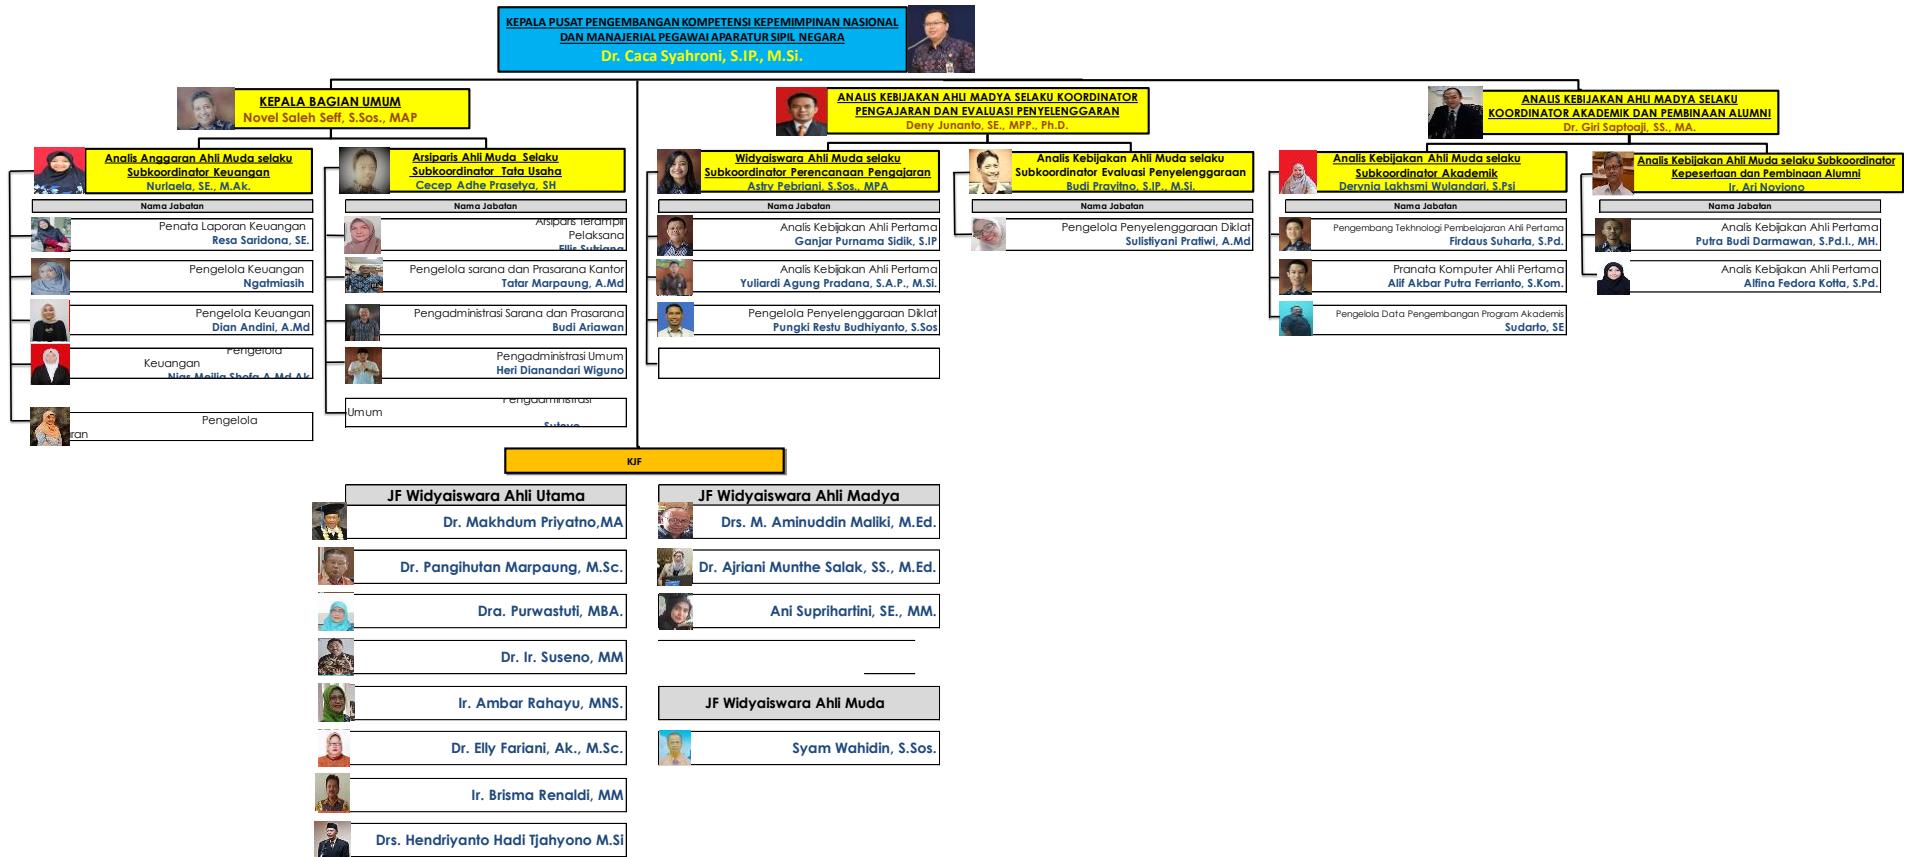 KEPALA PUSAT PENGEMBANGAN KOMPETENSI KEPEMIMPINAN NASIONAL
DAN MANAJERIAL PEGAWAI APARATUR SIPIL NEGARA
Dr. Caca Syahroni, S.IP., M.Si.
KEPALA BAGIAN UMUM
Novel Saleh Seff, S.Sos., MAP
ANALIS KEBIJAKAN AHLI MADYA SELAKU KOORDINATOR
PENGAJARAN DAN EVALUASI PENYELENGGARAN
Deny Junanto, SE., MPP., Ph.D.
ANALIS KEBIJAKAN AHLI MADYA SELAKU
KOORDINATOR AKADEMIK DAN PEMBINAAN ALUMNI
Dr. Giri Saptoaji, SS., MA.
Analis Anggaran Ahli Muda selaku
Subkoordinator Keuangan
Nurlaela, SE., M.Ak.
Nama Jabatan
Penata Laporan Keuangan
Resa Saridona, SE.
Pengelola Keuangan
Ngatmiasih
Pengelola Keuangan
Dian Andini, A.Md
Pengelola
Keuangan
Nias Meilia Shofa A.Md.Ak
Pengelola
ran
Arsiparis Ahli Muda Selaku
Subkoordinator Tata Usaha
Cecep Adhe Prasetya, SH
Nama Jabatan
Arsiparis Terampil
Pelaksana
Ellis Sutriana
Pengelola sarana dan Prasarana Kantor
Tatar Marpaung, A.Md
Pengadministrasi Sarana dan Prasarana
Budi Ariawan
Pengadministrasi Umum
Heri Dianandari Wiguno
Pengadministrasi
Umum
Sutoyo
Widyaiswara Ahli Muda selaku
Subkoordinator Perencanaan Pengajaran
Astry Pebriani, S.Sos., MPA
Nama Jabatan
Analis Kebijakan Ahli Pertama
Ganjar Purnama Sidik, S.IP
Analis Kebijakan Ahli Pertama
Yuliardi Agung Pradana, S.A.P., M.Si.
Pengelola Penyelenggaraan Diklat
Pungki Restu Budhiyanto, S.Sos
Analis Kebijakan Ahli Muda selaku
Subkoordinator Evaluasi Penyelenggaraan
Budi Prayitno, S.IP., M.Si.
Nama Jabatan
Pengelola Penyelenggaraan Diklat
Sulistiyani Pratiwi, A.Md
Analis Kebijakan Ahli Muda selaku
Subkoordinator Akademik
Derynia Lakhsmi Wulandari, S.Psi
Nama Jabatan
Pengembang Tekhnologi Pembelajaran Ahli Pertama
Firdaus Suharta, S.Pd.
Pranata Komputer Ahli Pertama
Alif Akbar Putra Ferrianto, S.Kom.
Pengelola Data Pengembangan Program Akademis
Sudarto, SE
Analis Kebijakan Ahli Muda selaku Subkoordinator
Kepesertaan dan Pembinaan Alumni
Ir. Ari Noviono
Nama Jabatan
Analis Kebijakan Ahli Pertama
Putra Budi Darmawan, S.Pd.I., MH.
Analis Kebijakan Ahli Pertama
Alfina Fedora Kotta, S.Pd.
KJF
JF Widyaiswara Ahli Utama
Dr. Makhdum Priyatno,MA
Dr. Pangihutan Marpaung, M.Sc.
Dra. Purwastuti, MBA.
Dr. Ir. Suseno, MM
Ir. Ambar Rahayu, MNS.
Dr. Elly Fariani, Ak., M.Sc.
Ir. Brisma Renaldi, MM
Drs. Hendriyanto Hadi Tjahyono M.Si
JF Widyaiswara Ahli Madya
Drs. M. Aminuddin Maliki, M.Ed.
Dr. Ajriani Munthe Salak, SS., M.Ed.
Ani Suprihartini, SE., MM.
JF Widyaiswara Ahli Muda
Syam Wahidin, S.Sos.